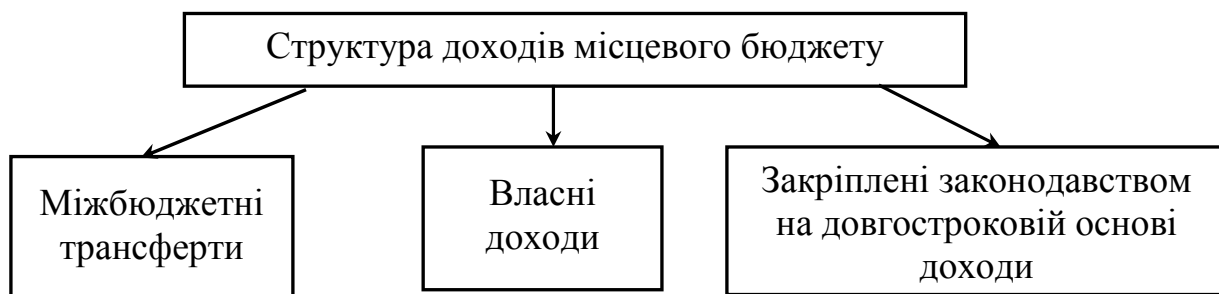 Структура доходів місцевого бюджету
Міжбюджетні
трансферти
Власні
доходи
Закріплені законодавством
на довгостроковій основі
доходи